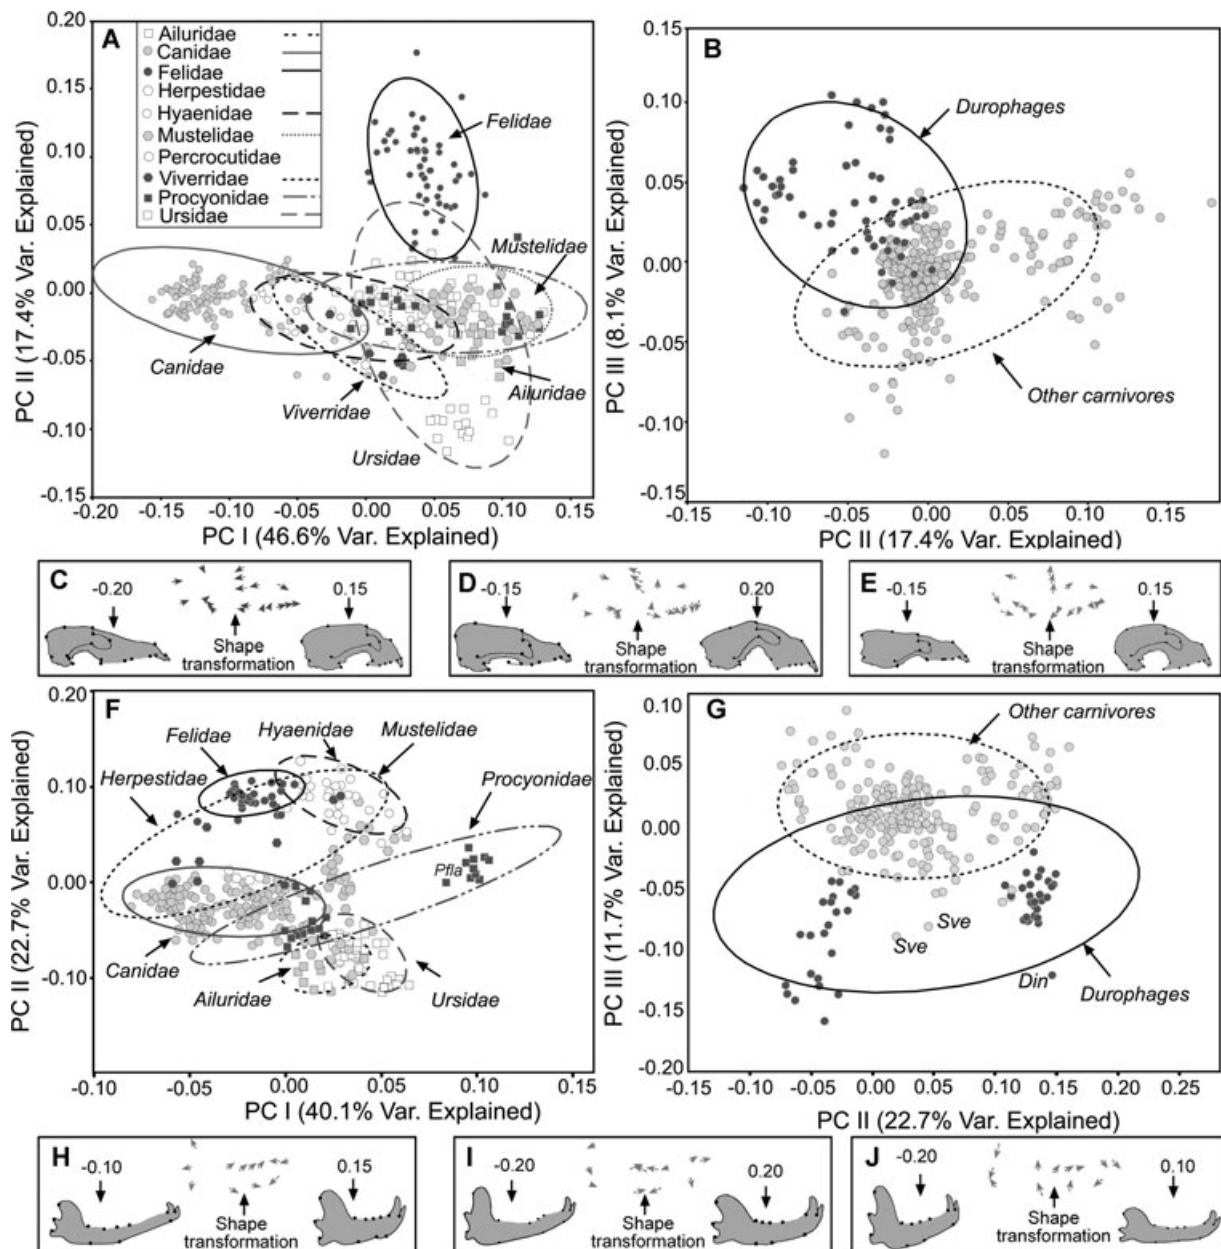 A
Ailuridae
Canidae
Felidae
Herpestidae
Hyaenidae
Mustelidae
Percrocutidae
Viverridae
Procyonidae
Ursidae
Felidae
Mustelidae
Canidae
Viverridae
Ailuridae
Ursidae
0.20
0.15
0.10
0.05
0.00
-0.05
-0.10
-0.15
PC II (17.4% Var. Explained)
-0.20 -0.15 -0.10 -0.05 0.00 0.05 0.10 0.15
PC I (46.6% Var. Explained)
B
Durophages
Other carnivores
0.15
0.10
0.05
0.00
-0.05
-0.10
-0.15
PC III (8.1% Var. Explained)
-0.15 -0.10 -0.05 0.00 0.05 0.10 0.15
PC II (17.4% Var. Explained)
C
-0.20
0.15
Shape
transformation
D
-0.15
0.20
Shape
transformation
E
-0.15
0.15
Shape
transformation
F
Felidae
Hyaenidae
Mustelidae
Herpestidae
Procyonidae
Pfla
Canidae
Ailuridae
Ursidae
0.20
0.10
0.00
-0.10
PC II (22.7% Var. Explained)
-0.10 -0.05 0.00 0.05 0.10 0.15
PC I (40.1% Var. Explained)
G
Other carnivores
Sve
Sve
Din
Durophages
0.10
0.05
0.00
-0.05
-0.10
-0.15
-0.20
PC III (11.7% Var. Explained)
-0.15 -0.10 -0.05 0.00 0.05 0.10 0.15 0.20 0.25
PC II (22.7% Var. Explained)
H
-0.10
0.15
Shape
transformation
I
-0.20
0.20
Shape
transformation
J
-0.20
0.10
Shape
transformation